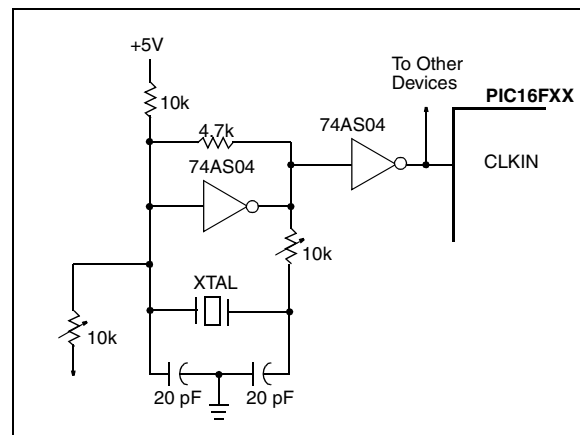 +5V
10k
4.7k
74AS04
74AS04
To Other
Devices
PIC16FXX
CLKIN
10k
XTAL
10k
20 pF
20 pF